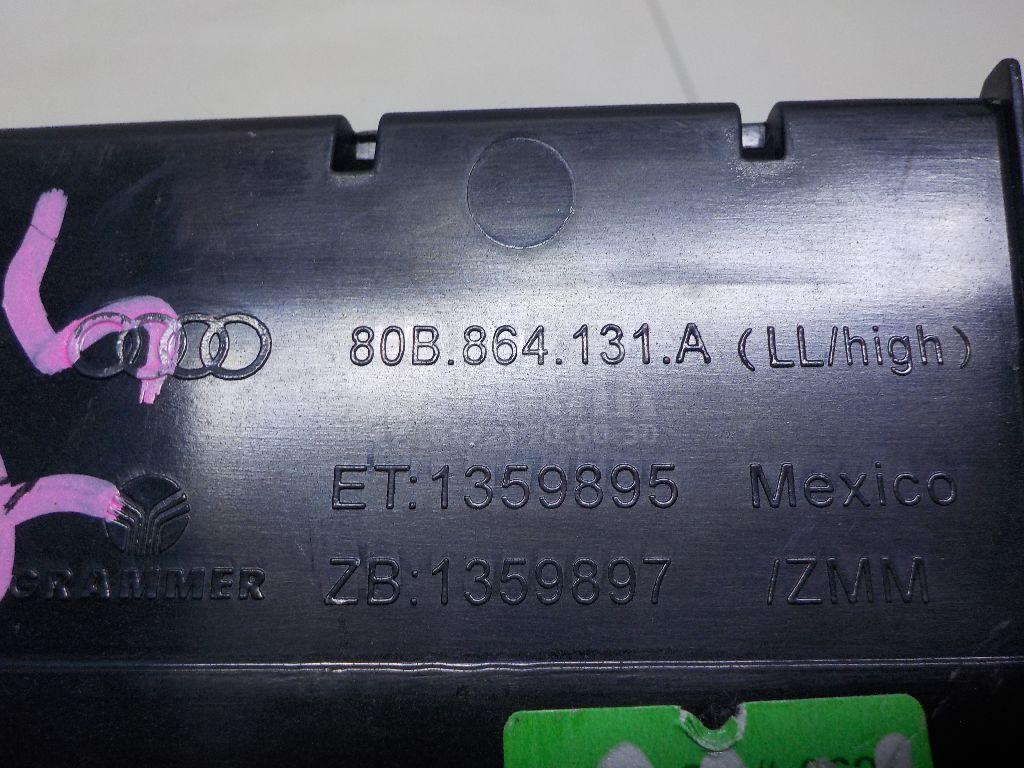 80B.864.131.A (LL/high)
ET:1359895 Mexico
GRAMMER
ZB:1359897 /ZMM